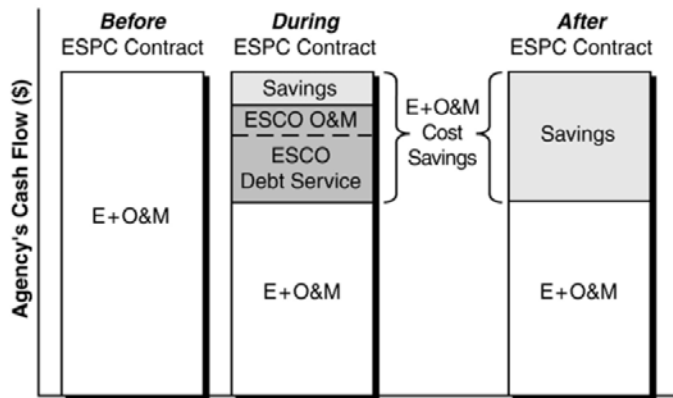 Before
ESPC Contract
During
ESPC Contract
After
ESPC Contract
Agency's Cash Flow ($)
E+O&M
Savings
ESCO O&M
ESCO
Debt Service
E+O&M
E+O&M
Cost
Savings
Savings
E+O&M